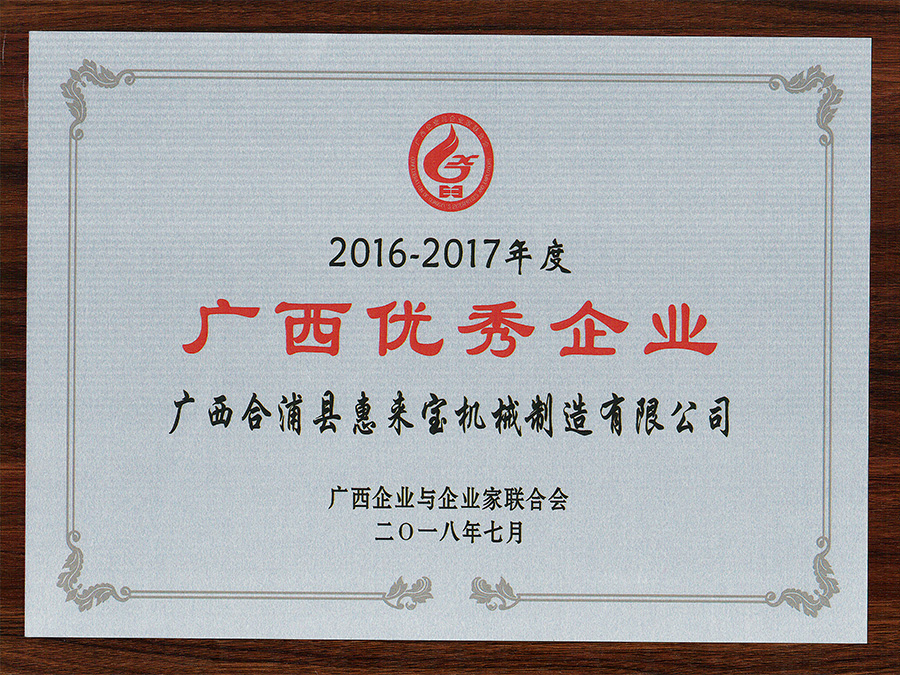 2016-2017年度
广西优秀企业
广西合浦县惠来宝机械制造有限公司
广西企业与企业家联合会
二〇一八年七月